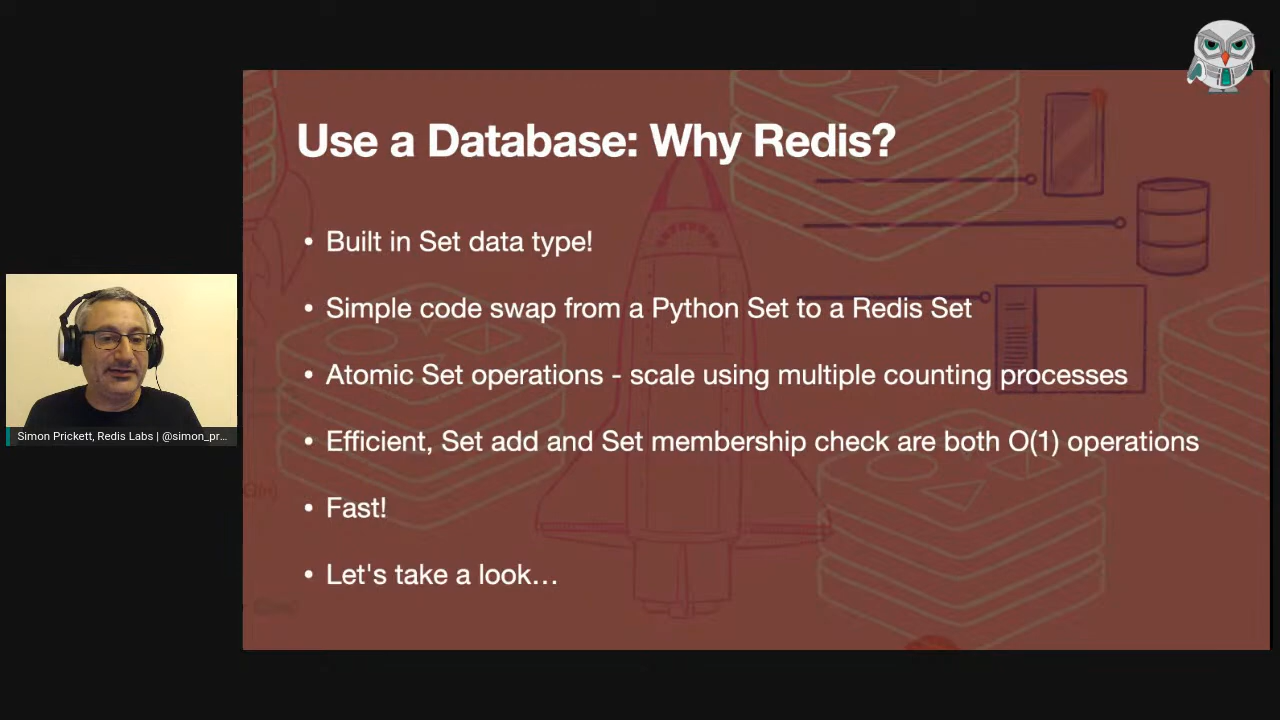 Use a Database: Why Redis?
• Built in Set data type!
• Simple code swap from a Python Set to a Redis Set
• Atomic Set operations - scale using multiple counting processes
• Efficient, Set add and Set membership check are both O(1) operations
• Fast!
• Let's take a look…
Simon Prickett, Redis Labs | @simon_pr...